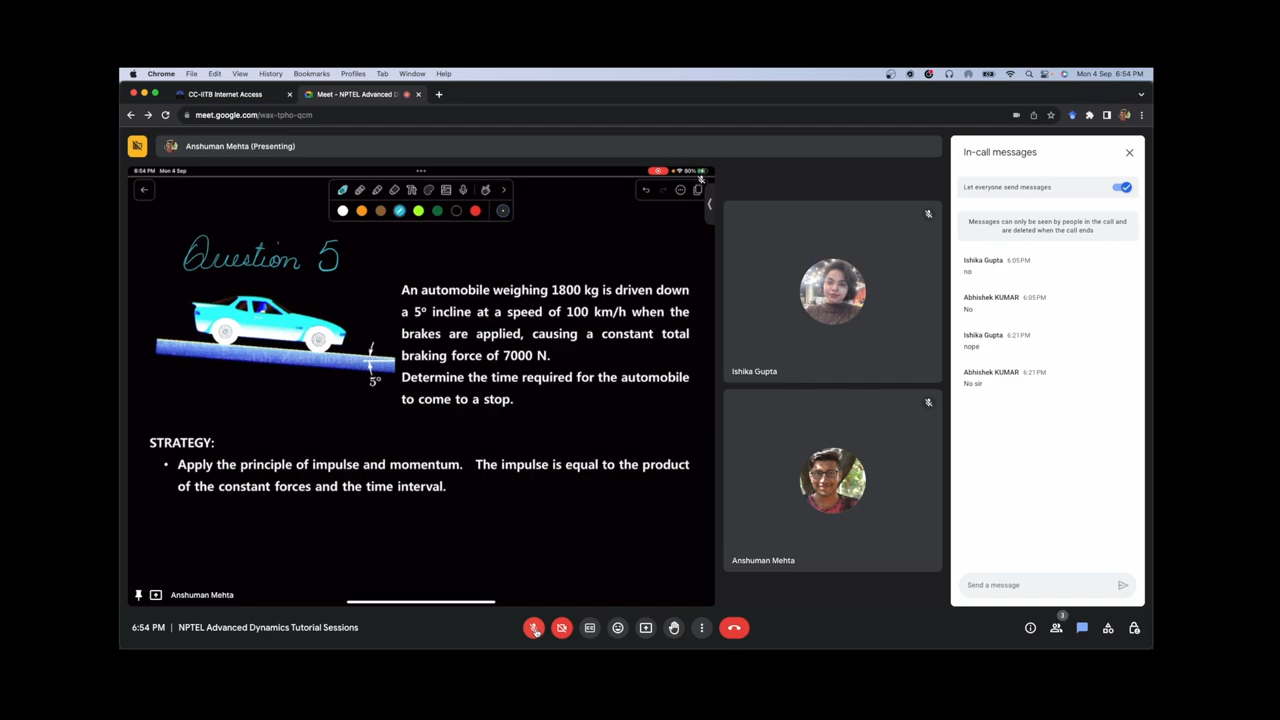 Chrome File Edit View History Bookmarks Profiles Tab Window Help
Mon 4 Sep 6:54 PM
CC-IITB Internet Access
Meet - NPTEL Advanced D
meet.google.com/wax-tpho-qcm
Anshuman Mehta (Presenting)
6:54 PM Mon 4 Sep
80%
Question 5
An automobile weighing 1800 kg is driven down
a 5° incline at a speed of 100 km/h when the
brakes are applied, causing a constant total
braking force of 7000 N.
Determine the time required for the automobile
to come to a stop.
5°
STRATEGY:
• Apply the principle of impulse and momentum. The impulse is equal to the product
of the constant forces and the time interval.
Anshuman Mehta
Ishika Gupta
Anshuman Mehta
In-call messages
Let everyone send messages
Messages can only be seen by people in the call and
are deleted when the call ends
Ishika Gupta 6:05 PM
no
Abhishek KUMAR 6:05 PM
No
Ishika Gupta 6:21 PM
nope
Abhishek KUMAR 6:21 PM
No sir
Send a message
6:54 PM | NPTEL Advanced Dynamics Tutorial Sessions
3